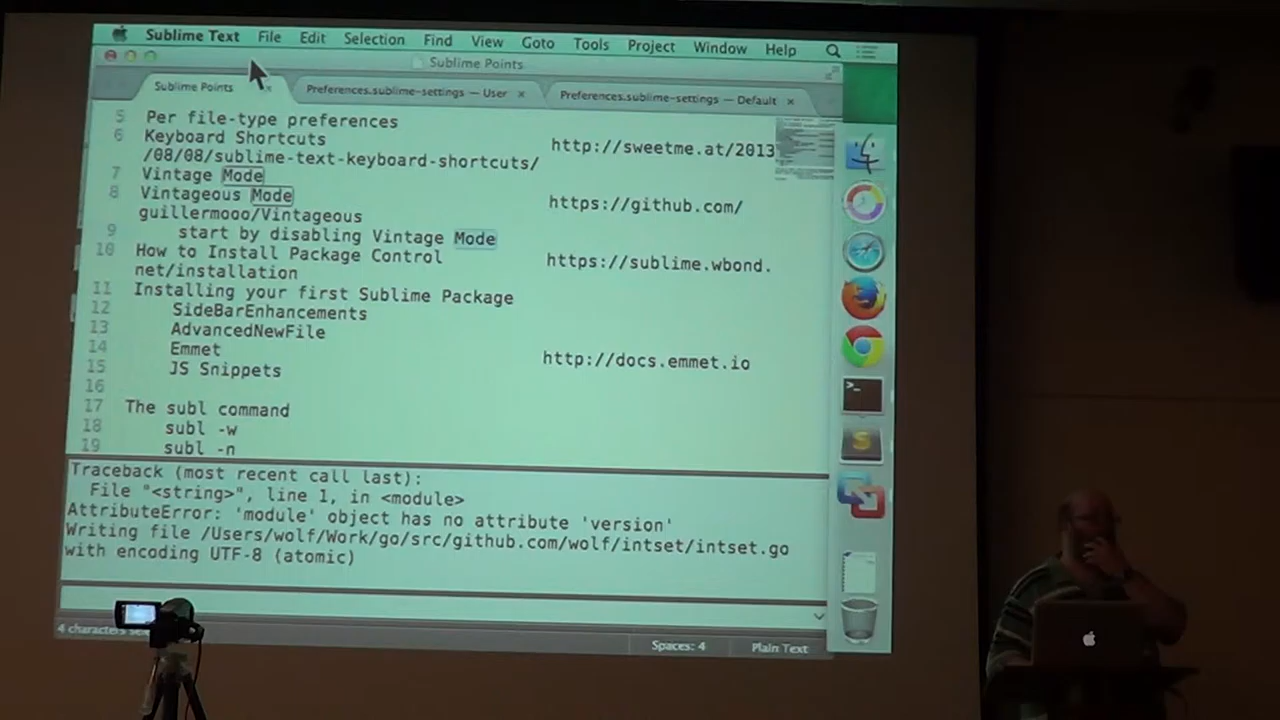 Sublime Text File Edit Selection Find View Goto Tools Project Window Help
Sublime Points
Sublime Points × Preferences.sublime-settings — User × Preferences.sublime-settings — Default ×
5 Per file-type preferences
6 Keyboard Shortcuts http://sweetme.at/2013
/08/08/sublime-text-keyboard-shortcuts/
7 Vintage Mode
8 Vintageous Mode https://github.com/
guillermooo/Vintageous
9 start by disabling Vintage Mode
10 How to Install Package Control https://sublime.wbond.
net/installation
11 Installing your first Sublime Package
12 SideBarEnhancements
13 AdvancedNewFile
14 Emmet http://docs.emmet.io
15 JS Snippets
16
17 The subl command
18 subl -w
19 subl -n
Traceback (most recent call last):
File "<string>", line 1, in <module>
AttributeError: 'module' object has no attribute 'version'
Writing file /Users/wolf/Work/go/src/github.com/wolf/intset/intset.go
with encoding UTF-8 (atomic)
4 characters Spaces: 4 Plain Text